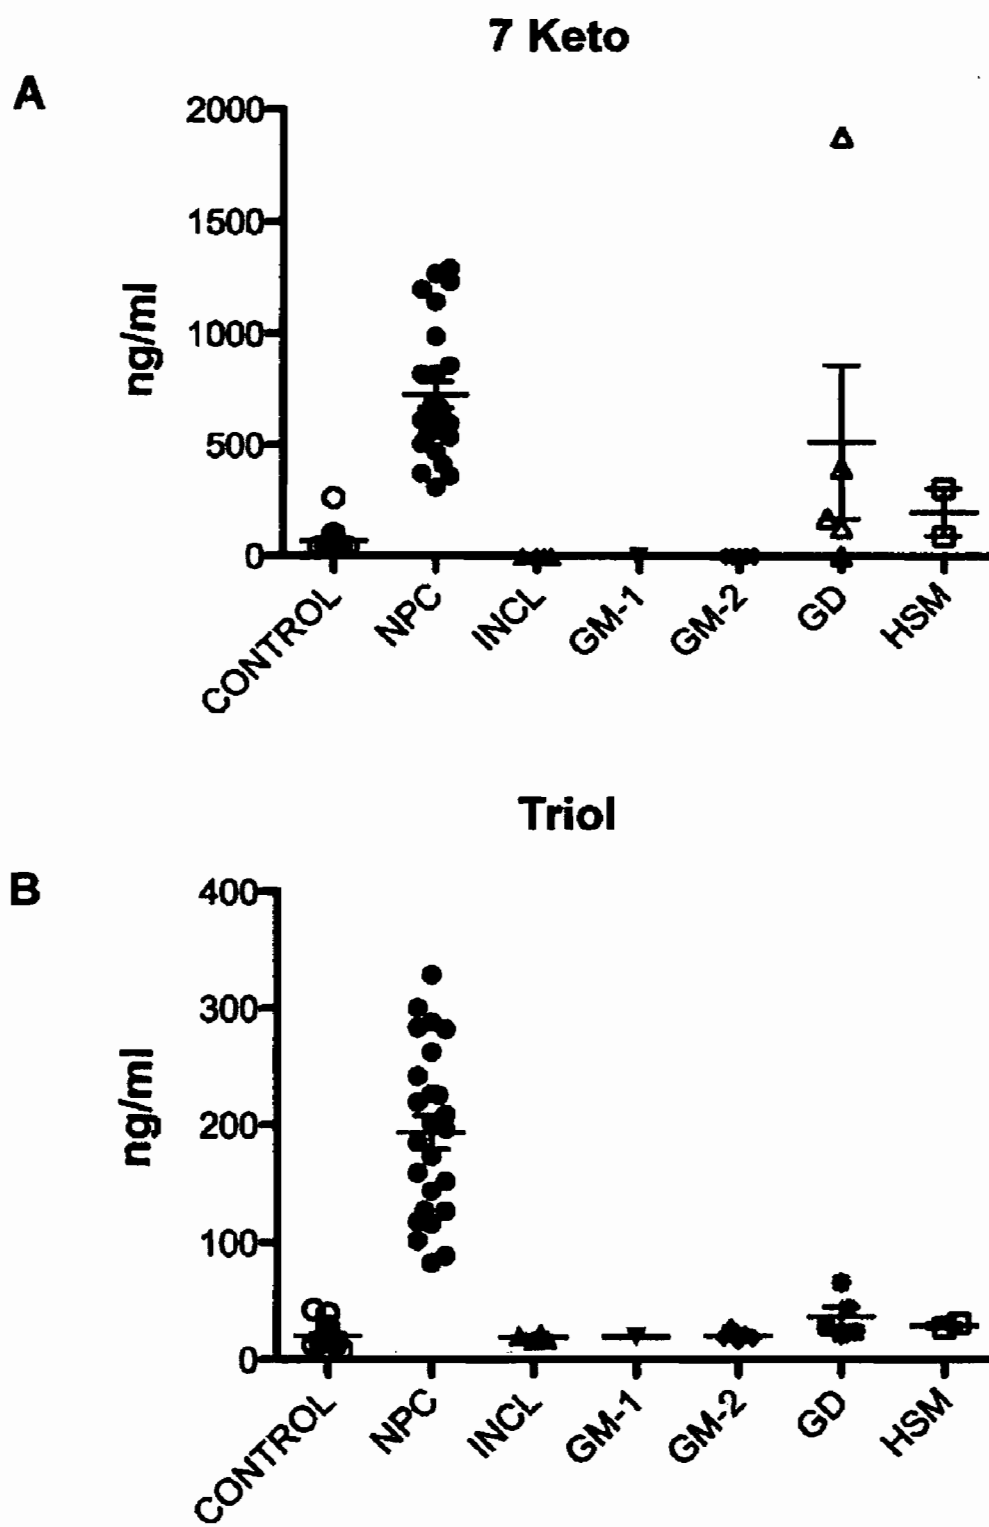 7 Keto
A
2000
1500
1000
500
0
ng/ml
CONTROL
NPC
INCL
GM-1
GM-2
GD
HSM
Triol
B
400
300
200
100
0
ng/ml
CONTROL
NPC
INCL
GM-1
GM-2
GD
HSM